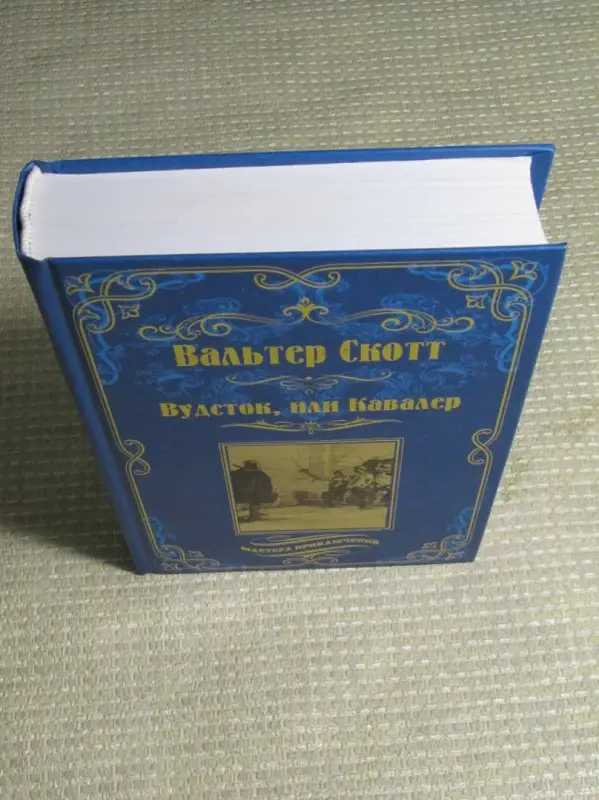 Вальтер Скотт
Вудсток, или Кавалер
МАСТЕРА ПРИКЛЮЧЕНИЙ